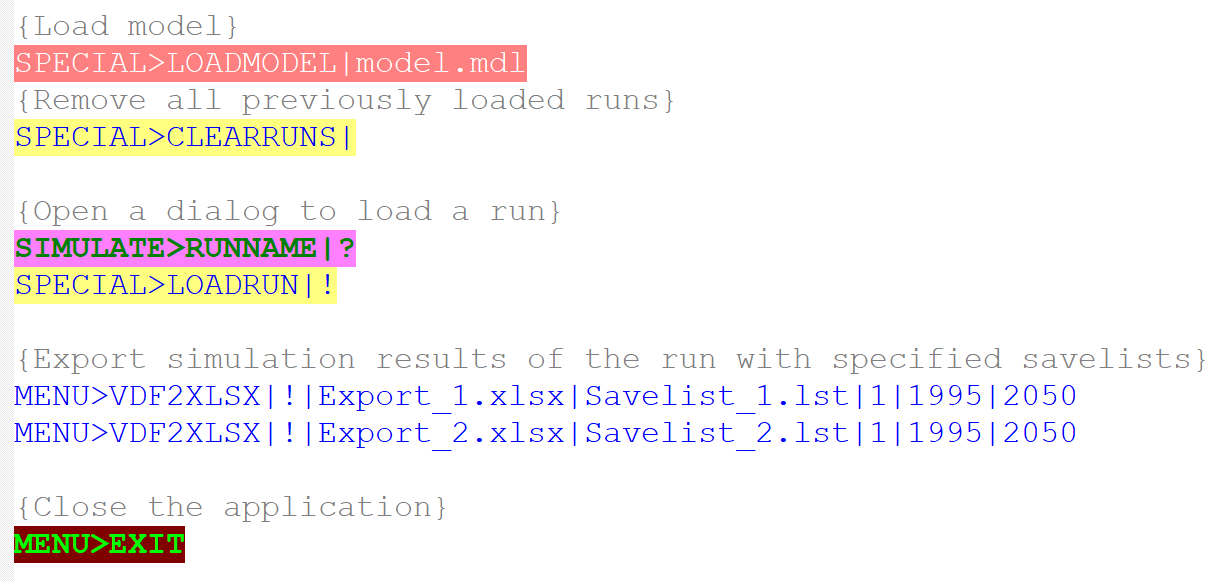 {Load model}
SPECIAL>LOADMODEL|model.mdl
{Remove all previously loaded runs}
SPECIAL>CLEARRUNS|
{Open a dialog to load a run}
SIMULATE>RUNNAME|?
SPECIAL>LOADRUN|!
{Export simulation results of the run with specified savelists}
MENU>VDF2XLSX|!|Export_1.xlsx|Savelist_1.lst|1|1995|2050
MENU>VDF2XLSX|!|Export_2.xlsx|Savelist_2.lst|1|1995|2050
{Close the application}
MENU>EXIT